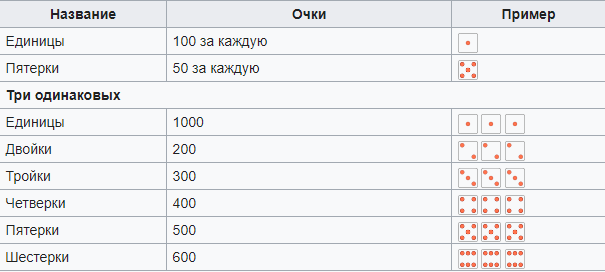 Название Очки Пример
Единицы 100 за каждую
Пятерки 50 за каждую
Три одинаковых
Единицы 1000
Двойки 200
Тройки 300
Четверки 400
Пятерки 500
Шестерки 600